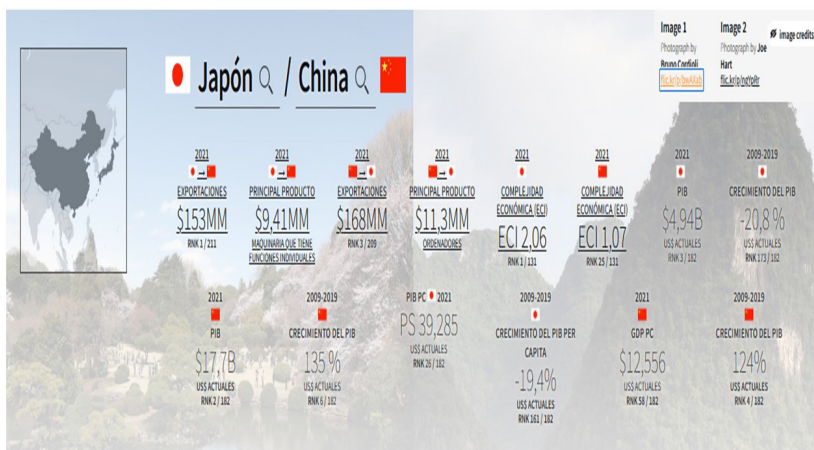 Image 1
Photograph by
Bruno Cordioli
flic.kr/p/bwAXab
Image 2
Photograph by Joe
Hart
flic.kr/p/ngYpRr
image credits
Japón / China
2021
EXPORTACIONES
$153MM
RNK 1 / 211
2021
PRINCIPAL PRODUCTO
$9,41MM
MAQUINARIA QUE TIENE
FUNCIONES INDIVIDUALES
2021
EXPORTACIONES
$168MM
RNK 3 / 209
2021
PRINCIPAL PRODUCTO
$11,3MM
ORDENADORES
2021
COMPLEJIDAD
ECONÓMICA (ECI)
ECI 2,06
RNK 1 / 131
2021
COMPLEJIDAD
ECONÓMICA (ECI)
ECI 1,07
RNK 25 / 131
2021
PIB
$4,94B
US$ ACTUALES
RNK 3 / 182
2009-2019
CRECIMIENTO DEL PIB
-20,8 %
US$ ACTUALES
RNK 173 / 182
2021
PIB
$17,7B
US$ ACTUALES
RNK 2 / 182
2009-2019
CRECIMIENTO DEL PIB
135 %
US$ ACTUALES
RNK 6 / 182
PIB PC 2021
PS 39,285
US ACTUALES
RNK 26 / 182
2009-2019
CRECIMIENTO DEL PIB PER
CAPITA
-19,4%
US$ ACTUALES
RNK 161 / 182
2021
GDP PC
$12,556
US$ ACTUALES
RNK 58 / 182
2009-2019
CRECIMIENTO DEL PIB
124%
US$ ACTUALES
RNK 4 / 182